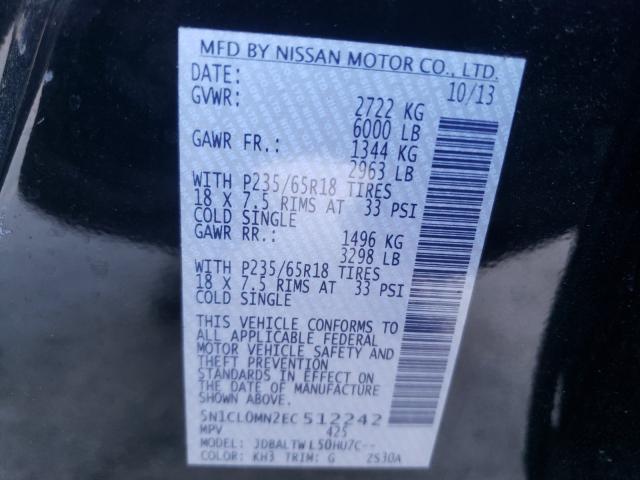 MFD BY NISSAN MOTOR CO., LTD.
DATE: 10/13
GVWR: 2722 KG
6000 LB
GAWR FR.: 1344 KG
2963 LB
WITH P235/65R18 TIRES
18 X 7.5 RIMS AT 33 PSI
COLD SINGLE
GAWR RR.: 1496 KG
3298 LB
WITH P235/65R18 TIRES
18 X 7.5 RIMS AT 33 PSI
COLD SINGLE
THIS VEHICLE CONFORMS TO
ALL APPLICABLE FEDERAL
MOTOR VEHICLE SAFETY AND
THEFT PREVENTION
STANDARDS IN EFFECT ON
THE DATE OF MANUFACTURE
SHOWN ABOVE.
5N1CL0MN2EC512242
MPV 425
MODEL: JDBALTWL50HU7C--
COLOR: KH3 TRIM: G 2S30A